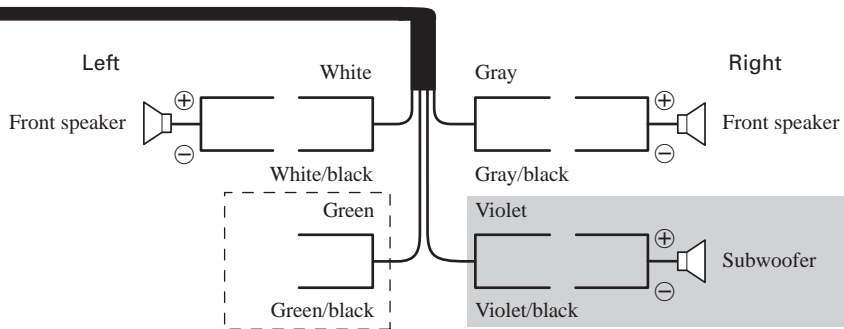 Left
Right
White
Gray
Front speaker
⊕
⊖
⊕
⊖
Front speaker
White/black
Gray/black
Green
Violet
⊕
⊖
Subwoofer
Green/black
Violet/black